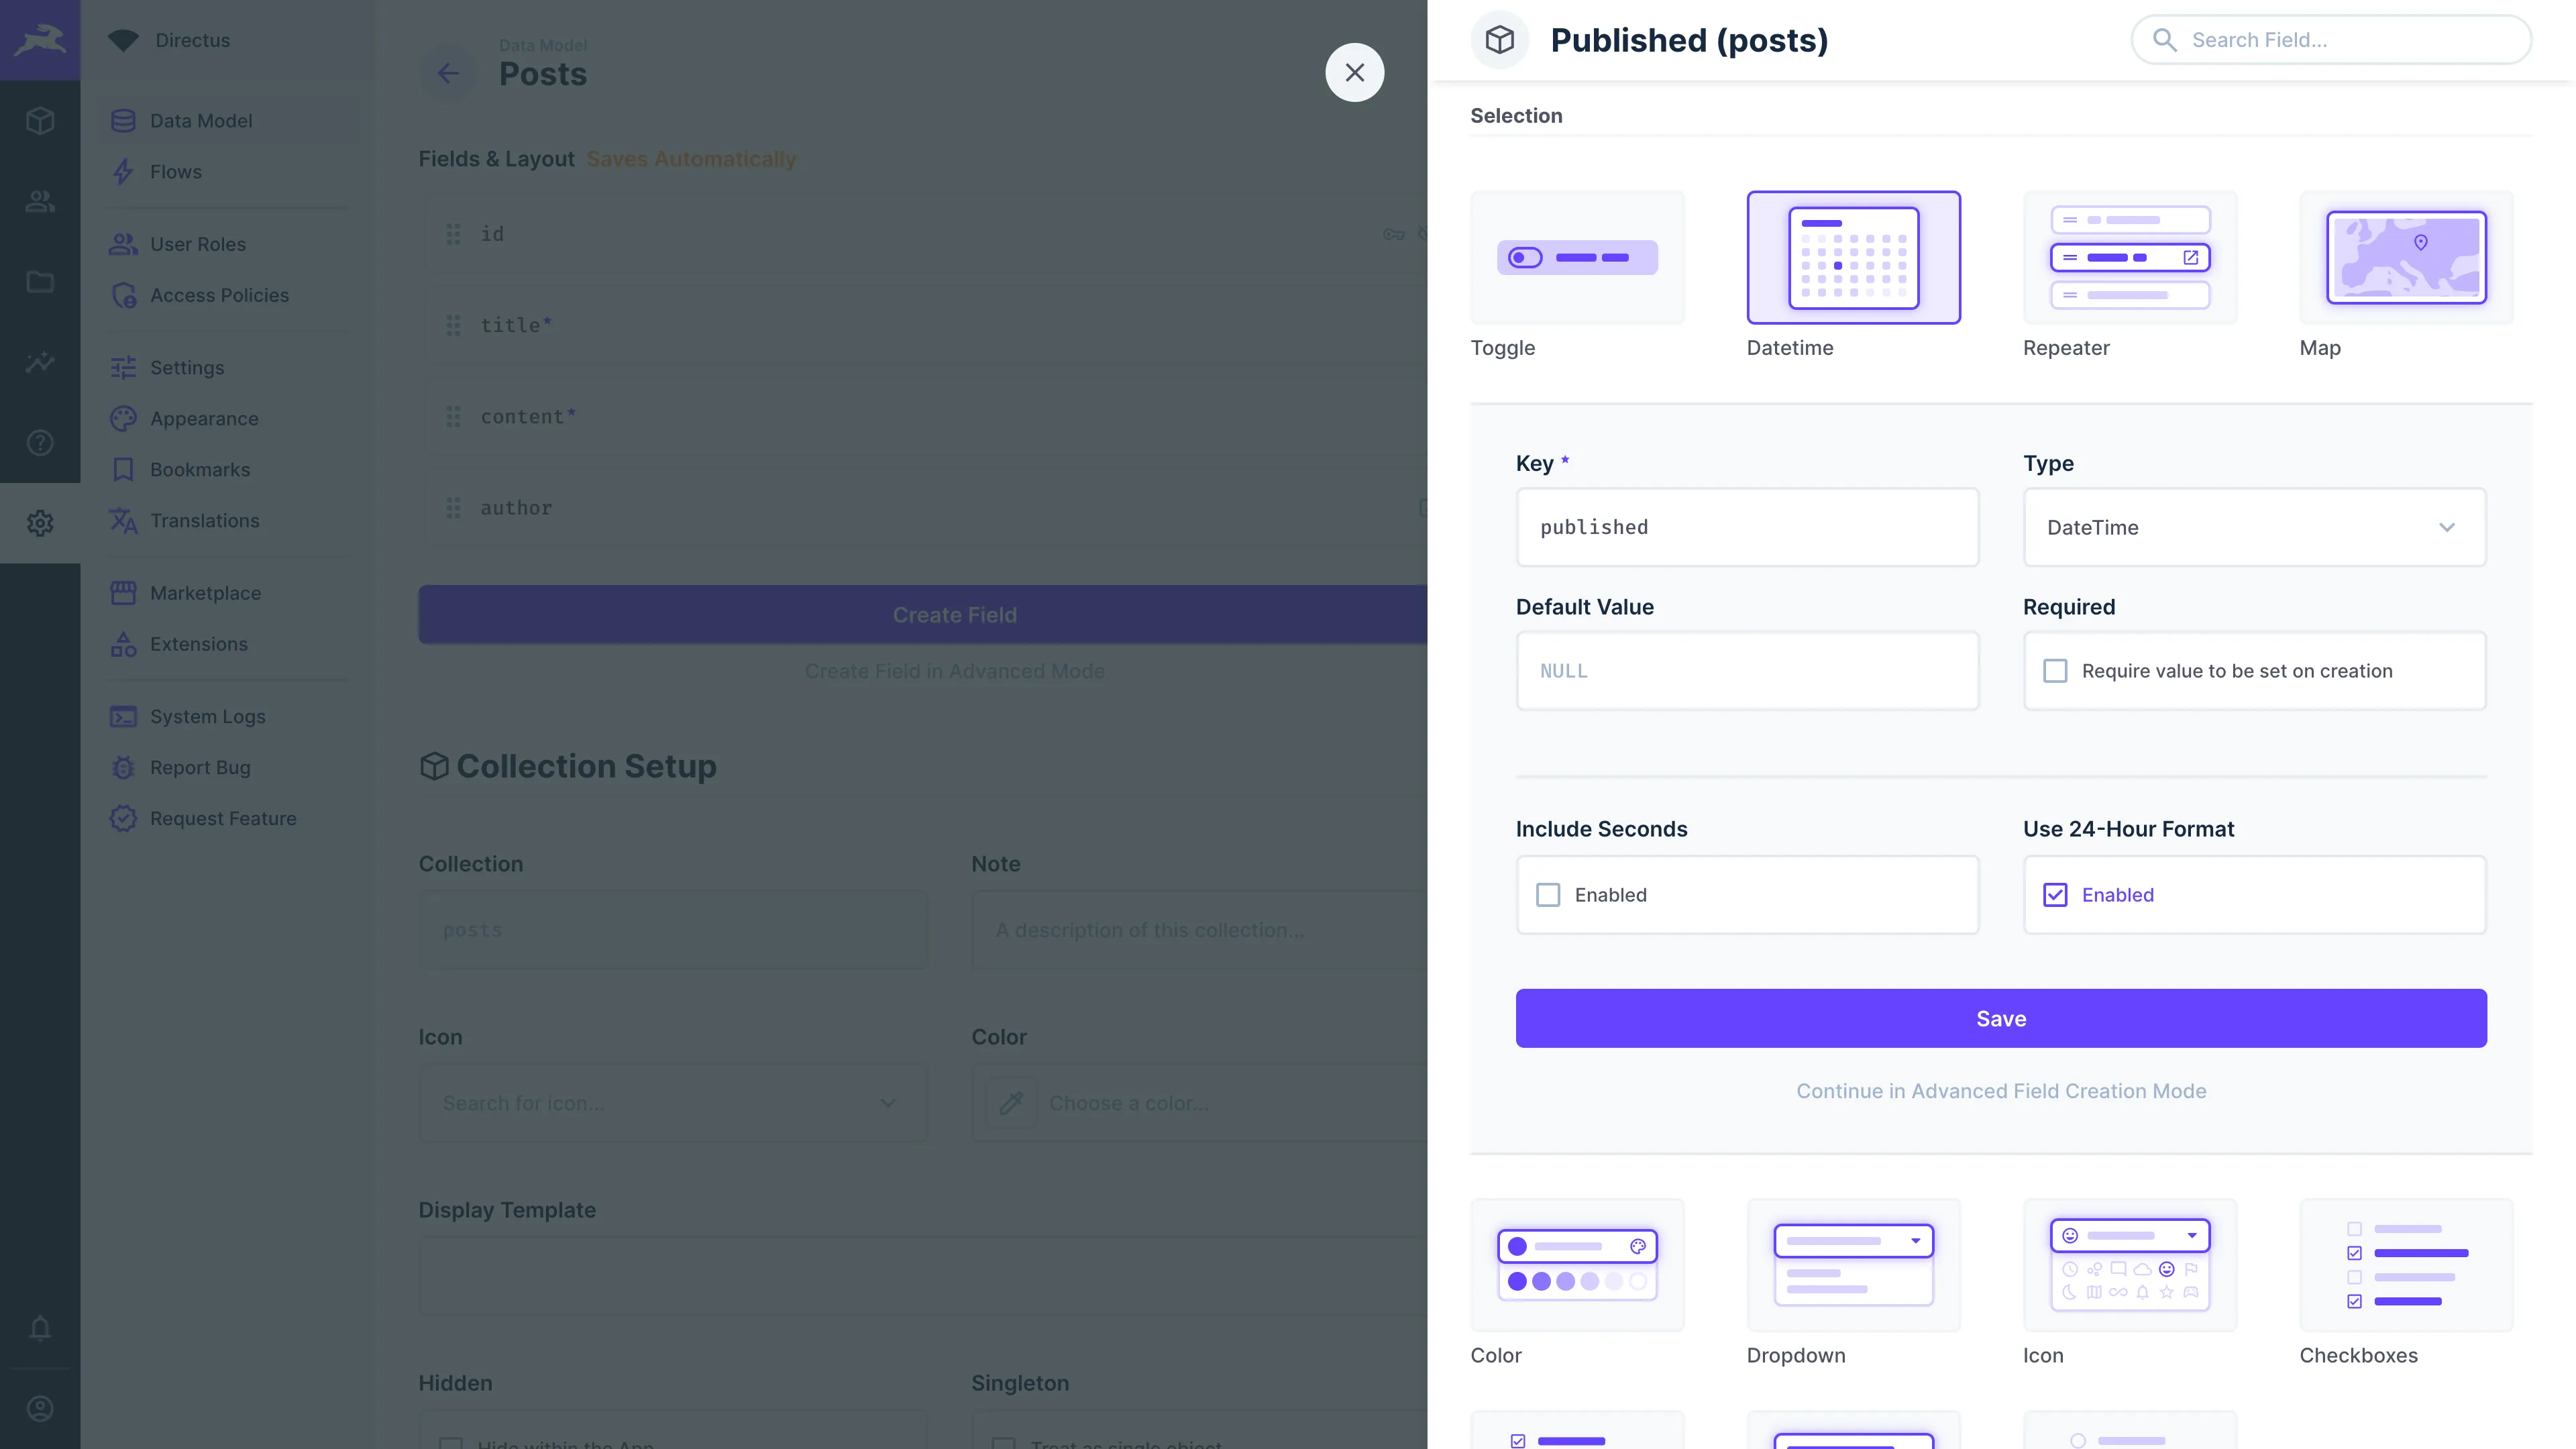 Directus
Data Model
Flows
User Roles
Access Policies
Settings
Appearance
Bookmarks
Translations
Marketplace
Extensions
System Logs
Report Bug
Request Feature
Data Model
Posts
Fields & Layout Saves Automatically
id
title*
content*
author
Create Field
Create Field in Advanced Mode
Collection Setup
Collection
Note
posts
A description of this collection...
Icon
Color
Search for icon...
Choose a color...
Display Template
Hidden
Singleton
Hide within the App
Treat as single object
Published (posts)
Search Field...
Selection
Toggle
Datetime
Repeater
Map
Key *
Type
published
DateTime
Default Value
Required
NULL
Require value to be set on creation
Include Seconds
Use 24-Hour Format
Enabled
Enabled
Save
Continue in Advanced Field Creation Mode
Color
Dropdown
Icon
Checkboxes